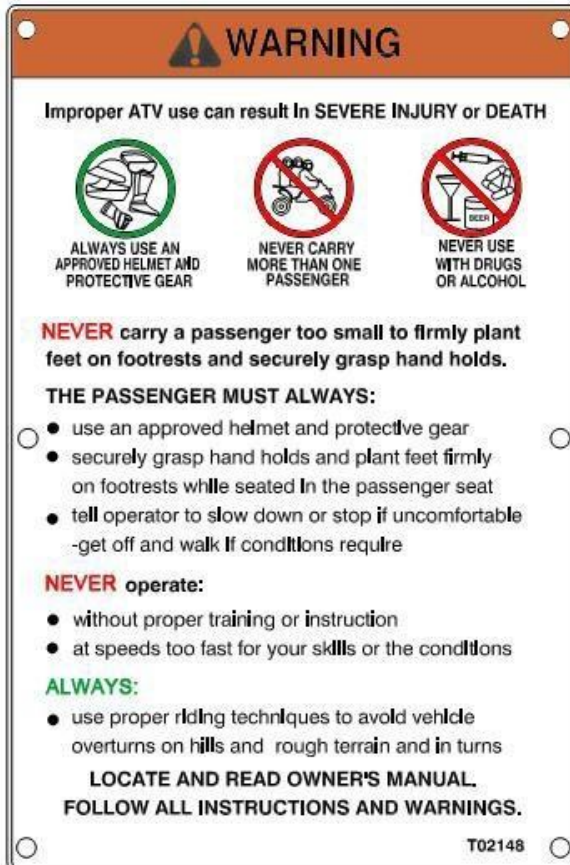 WARNING
Improper ATV use can result in SEVERE INJURY or DEATH
BEER
ALWAYS USE AN
APPROVED HELMET AND
PROTECTIVE GEAR
NEVER CARRY
MORE THAN ONE
PASSENGER
NEVER USE
WITH DRUGS
OR ALCOHOL
NEVER carry a passenger too small to firmly plant
feet on footrests and securely grasp hand holds.
THE PASSENGER MUST ALWAYS:
● use an approved helmet and protective gear
● securely grasp hand holds and plant feet firmly
on footrests while seated in the passenger seat
● tell operator to slow down or stop if uncomfortable
-get off and walk if conditions require
NEVER operate:
● without proper training or instruction
● at speeds too fast for your skills or the conditions
ALWAYS:
● use proper riding techniques to avoid vehicle
overturns on hills and rough terrain and in turns
LOCATE AND READ OWNER'S MANUAL.
FOLLOW ALL INSTRUCTIONS AND WARNINGS.
T02148